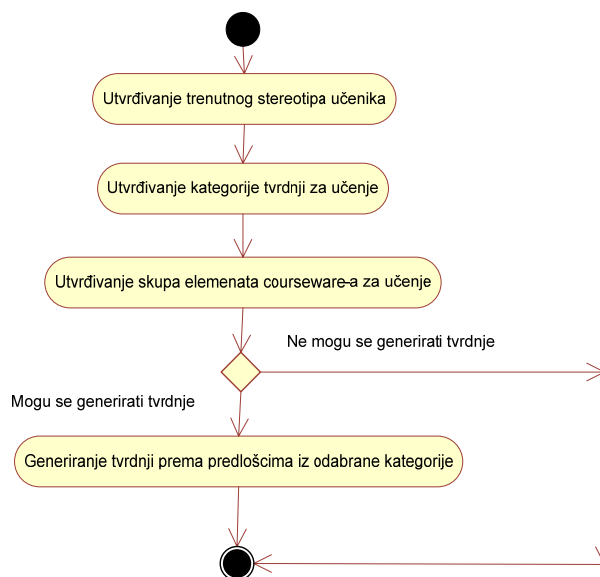 Utvrđivanje trenutnog stereotipa učenika
Utvrđivanje kategorije tvrdnji za učenje
Utvrđivanje skupa elemenata courseware-a za učenje
Ne mogu se generirati tvrdnje
Mogu se generirati tvrdnje
Generiranje tvrdnji prema predlošcima iz odabrane kategorije